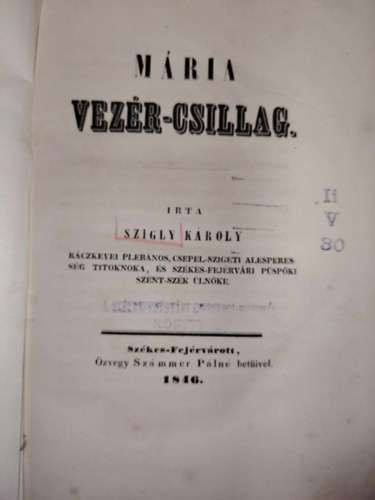 MÁRIA
VEZÉR-CSILLAG.
IRTA
SZIGLY KÁROLY
RÁCZKEVEI PLEBÁNOS, CSEPEL-SZIGETI ALESPERES-
SÉG TITOKNOKA, ÉS SZÉKES-FEJÉRVÁRI PÜSPÖKI
SZENT-SZÉK ÜLNÖKE.
II
V
80
Székes-Fejérvárott,
Özvegy Számmer Pálné betüivel.
1846.